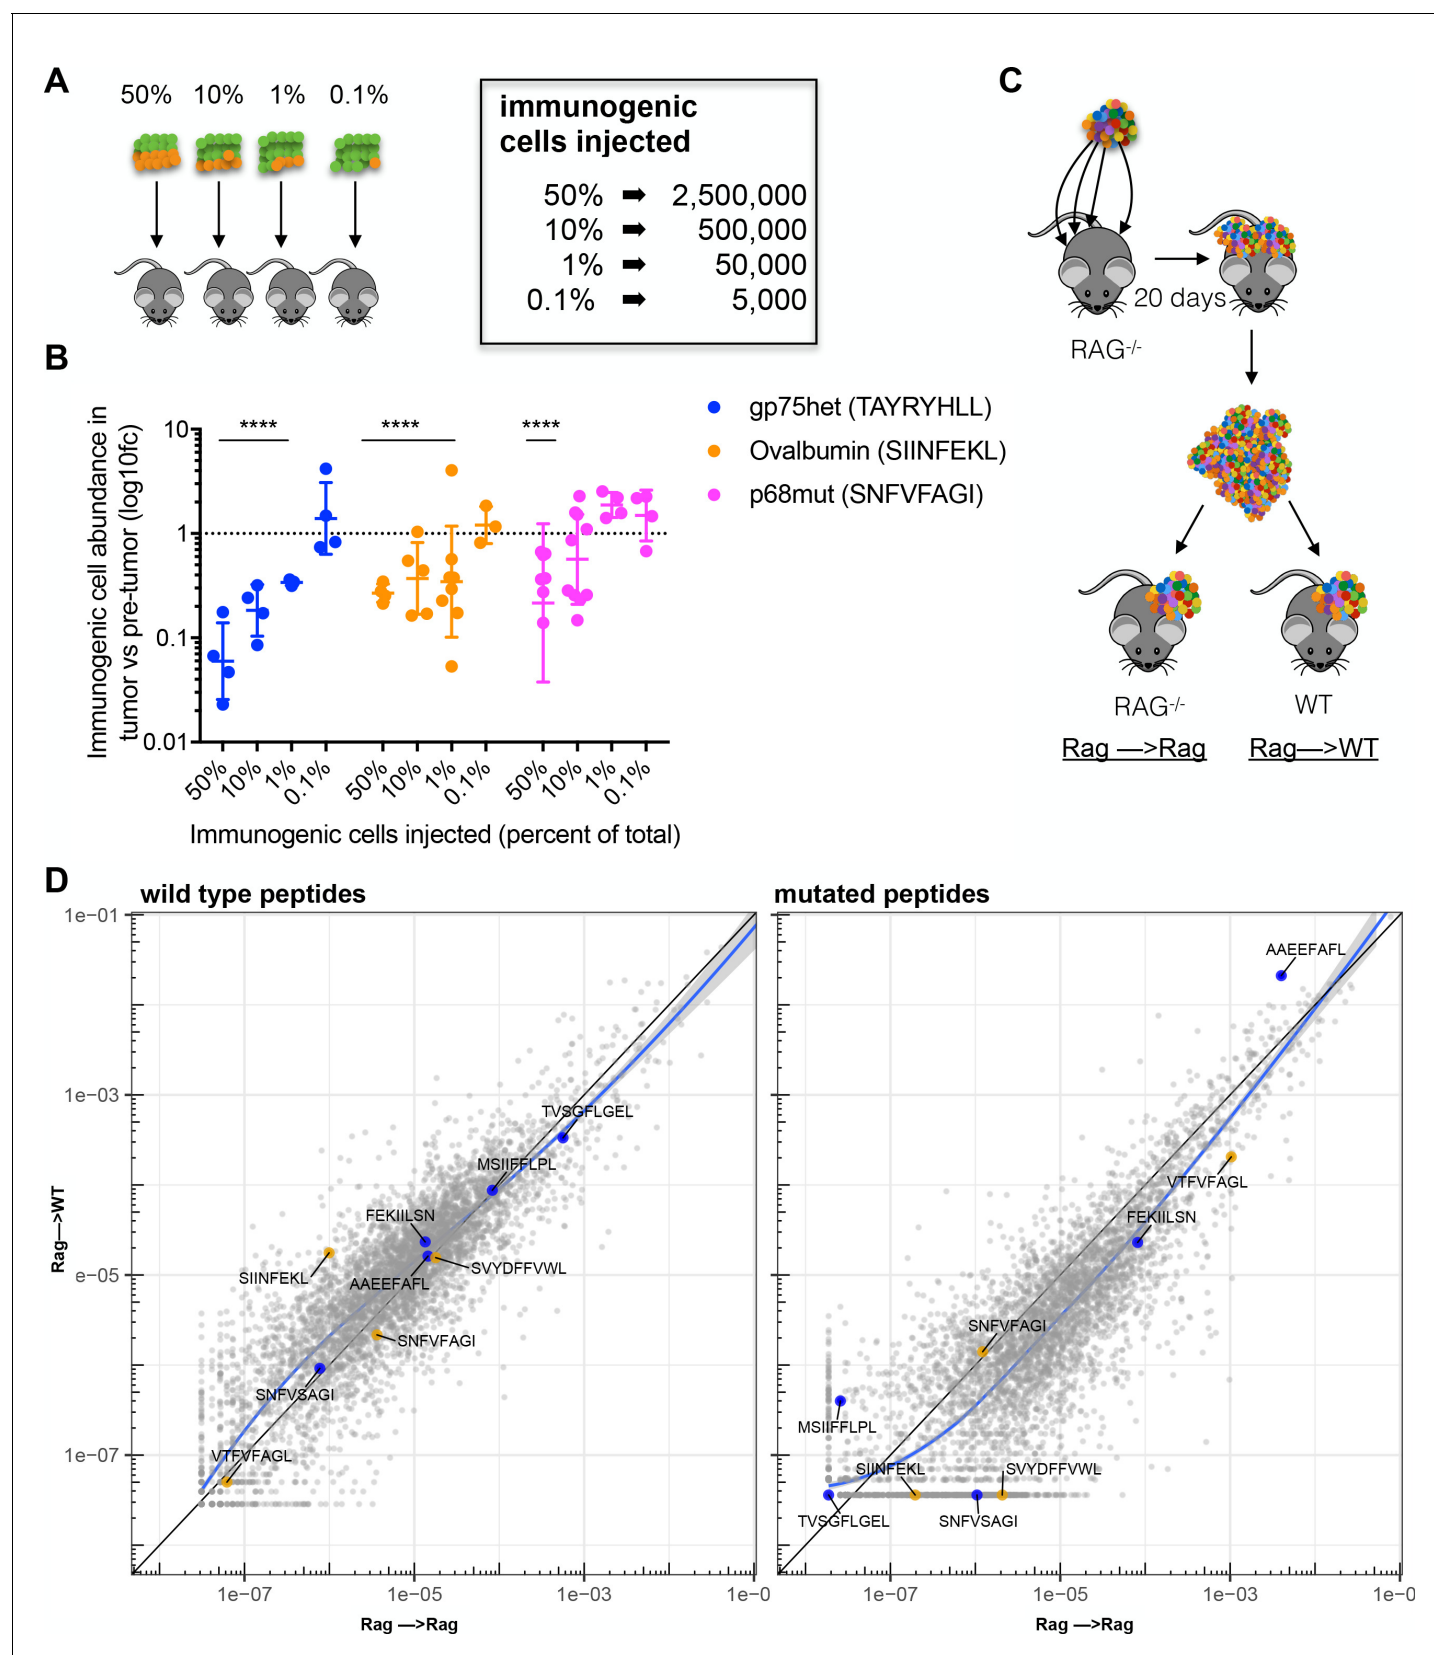 A
50% 10% 1% 0.1%
immunogenic
cells injected
50% ➡ 2,500,000
10% ➡ 500,000
1% ➡ 50,000
0.1% ➡ 5,000
C
20 days
RAG-/-
RAG-/-
WT
Rag —>Rag
Rag—>WT
B
Immunogenic cell abundance in
tumor vs pre-tumor (log10fc)
10
1
0.1
0.01
****
****
****
50% 10% 1% 0.1% 50% 10% 1% 0.1% 50% 10% 1% 0.1%
Immunogenic cells injected (percent of total)
gp75het (TAYRYHLL)
Ovalbumin (SIINFEKL)
p68mut (SNFVFAGI)
D
wild type peptides
Rag—>WT
1e−01
1e−03
e−05
1e−07
TVSGFLGEL
MSIIFFLPL
FEKIILSN
SIINFEKL
AAEEFAFL
SVYDFFVWL
SNFVFAGI
SNFVSAGI
VTFVFAGL
1e−07 1e−05 1e−03 1e−0
Rag —>Rag
mutated peptides
AAEEFAFL
VTFVFAGL
FEKIILSN
SNFVFAGI
MSIIFFLPL
SIINFEKL
SVYDFFVWL
TVSGFLGEL
SNFVSAGI
1e−07 1e−05 1e−03 1e−0
Rag —>Rag